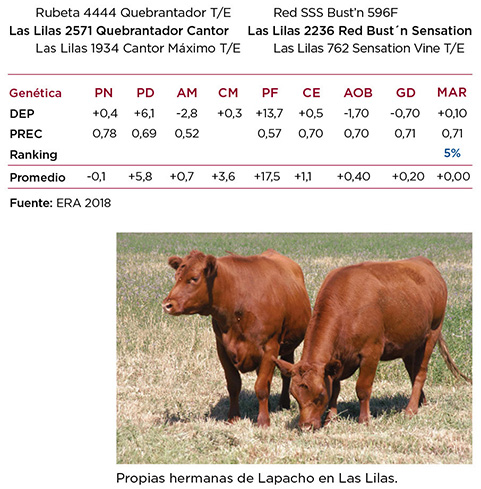 Rubeta 4444 Quebrantador T/E Red SSS Bust'n 596F
Las Lilas 2571 Quebrantador Cantor Las Lilas 2236 Red Bust´n Sensation
Las Lilas 1934 Cantor Máximo T/E Las Lilas 762 Sensation Vine T/E
Genética PN PD AM CM PF CE AOB GD MAR
DEP +0,4 +6,1 -2,8 +0,3 +13,7 +0,5 -1,70 -0,70 +0,10
PREC 0,78 0,69 0,52 0,57 0,70 0,70 0,71 0,71
Ranking 5%
Promedio -0,1 +5,8 +0,7 +3,6 +17,5 +1,1 +0,40 +0,20 +0,00
Fuente: ERA 2018
Propias hermanas de Lapacho en Las Lilas.